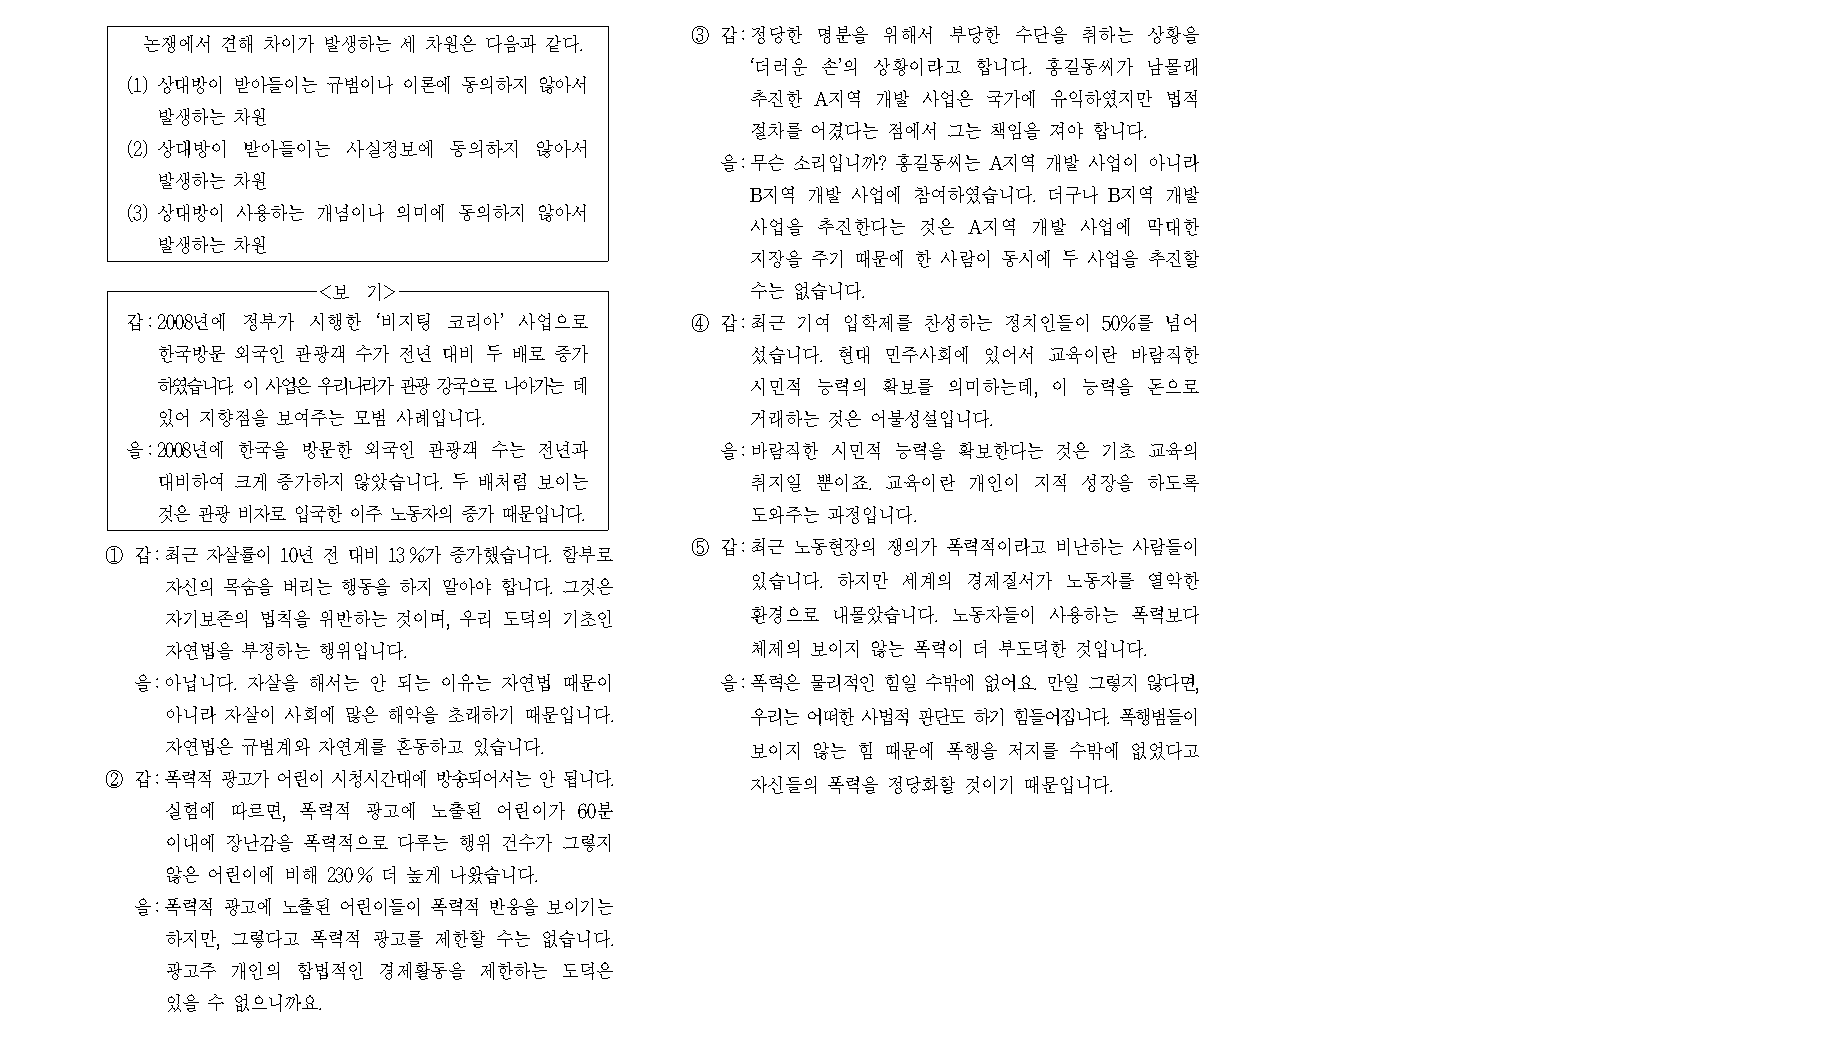 논쟁에서 견해 차이가 발생하는 세 차원은 다음과 같다.
(1) 상대방이 받아들이는 규범이나 이론에 동의하지 않아서
발생하는 차원
(2) 상대방이 받아들이는 사실정보에 동의하지 않아서
발생하는 차원
(3) 상대방이 사용하는 개념이나 의미에 동의하지 않아서
발생하는 차원
<보 기>
갑: 2008년에 정부가 시행한 ‘비지팅 코리아’ 사업으로
한국방문 외국인 관광객 수가 전년 대비 두 배로 증가
하였습니다. 이 사업은 우리나라가 관광 강국으로 나아가는 데
있어 지향점을 보여주는 모범 사례입니다.
을: 2008년에 한국을 방문한 외국인 관광객 수는 전년과
대비하여 크게 증가하지 않았습니다. 두 배처럼 보이는
것은 관광 비자로 입국한 이주 노동자의 증가 때문입니다.
① 갑: 최근 자살률이 10년 전 대비 13%가 증가했습니다. 함부로
자신의 목숨을 버리는 행동을 하지 말아야 합니다. 그것은
자기보존의 법칙을 위반하는 것이며, 우리 도덕의 기초인
자연법을 부정하는 행위입니다.
을: 아닙니다. 자살을 해서는 안 되는 이유는 자연법 때문이
아니라 자살이 사회에 많은 해악을 초래하기 때문입니다.
자연법은 규범계와 자연계를 혼동하고 있습니다.
② 갑: 폭력적 광고가 어린이 시청시간대에 방송되어서는 안 됩니다.
실험에 따르면, 폭력적 광고에 노출된 어린이가 60분
이내에 장난감을 폭력적으로 다루는 행위 건수가 그렇지
않은 어린이에 비해 230% 더 높게 나왔습니다.
을: 폭력적 광고에 노출된 어린이들이 폭력적 반응을 보이기는
하지만, 그렇다고 폭력적 광고를 제한할 수는 없습니다.
광고주 개인의 합법적인 경제활동을 제한하는 도덕은
있을 수 없으니까요.
③ 갑: 정당한 명분을 위해서 부당한 수단을 취하는 상황을
‘더러운 손’의 상황이라고 합니다. 홍길동씨가 남몰래
추진한 A지역 개발 사업은 국가에 유익하였지만 법적
절차를 어겼다는 점에서 그는 책임을 져야 합니다.
을: 무슨 소리입니까? 홍길동씨는 A지역 개발 사업이 아니라
B지역 개발 사업에 참여하였습니다. 더구나 B지역 개발
사업을 추진한다는 것은 A지역 개발 사업에 막대한
지장을 주기 때문에 한 사람이 동시에 두 사업을 추진할
수는 없습니다.
④ 갑: 최근 기여 입학제를 찬성하는 정치인들이 50%를 넘어
섰습니다. 현대 민주사회에 있어서 교육이란 바람직한
시민적 능력의 확보를 의미하는데, 이 능력을 돈으로
거래하는 것은 어불성설입니다.
을: 바람직한 시민적 능력을 확보한다는 것은 기초 교육의
취지일 뿐이죠. 교육이란 개인이 지적 성장을 하도록
도와주는 과정입니다.
⑤ 갑: 최근 노동현장의 쟁의가 폭력적이라고 비난하는 사람들이
있습니다. 하지만 세계의 경제질서가 노동자를 열악한
환경으로 내몰았습니다. 노동자들이 사용하는 폭력보다
체제의 보이지 않는 폭력이 더 부도덕한 것입니다.
을: 폭력은 물리적인 힘일 수밖에 없어요. 만일 그렇지 않다면,
우리는 어떠한 사법적 판단도 하기 힘들어집니다. 폭행범들이
보이지 않는 힘 때문에 폭행을 저지를 수밖에 없었다고
자신들의 폭력을 정당화할 것이기 때문입니다.